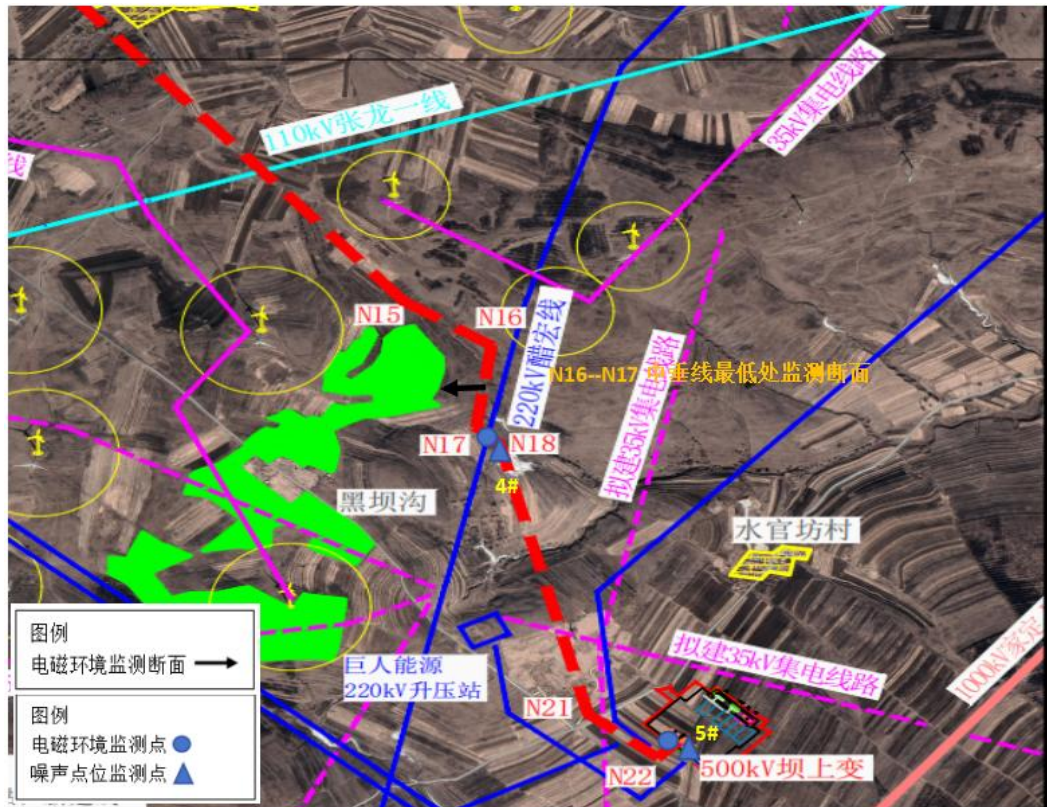 110kV张龙一线
35kV集电线路
线
N15
N16
220kV醋宏线
N16--N17
垂线最低处监测断面
拟建35kV集电线路
N17
N18
4#
黑坝沟
水官坊村
图例
电磁环境监测断面
巨人能源
220kV升压站
拟建35kV集电线路
1000kV
N21
图例
电磁环境监测点
噪声点位监测点
5#
N22
500kV坝上变